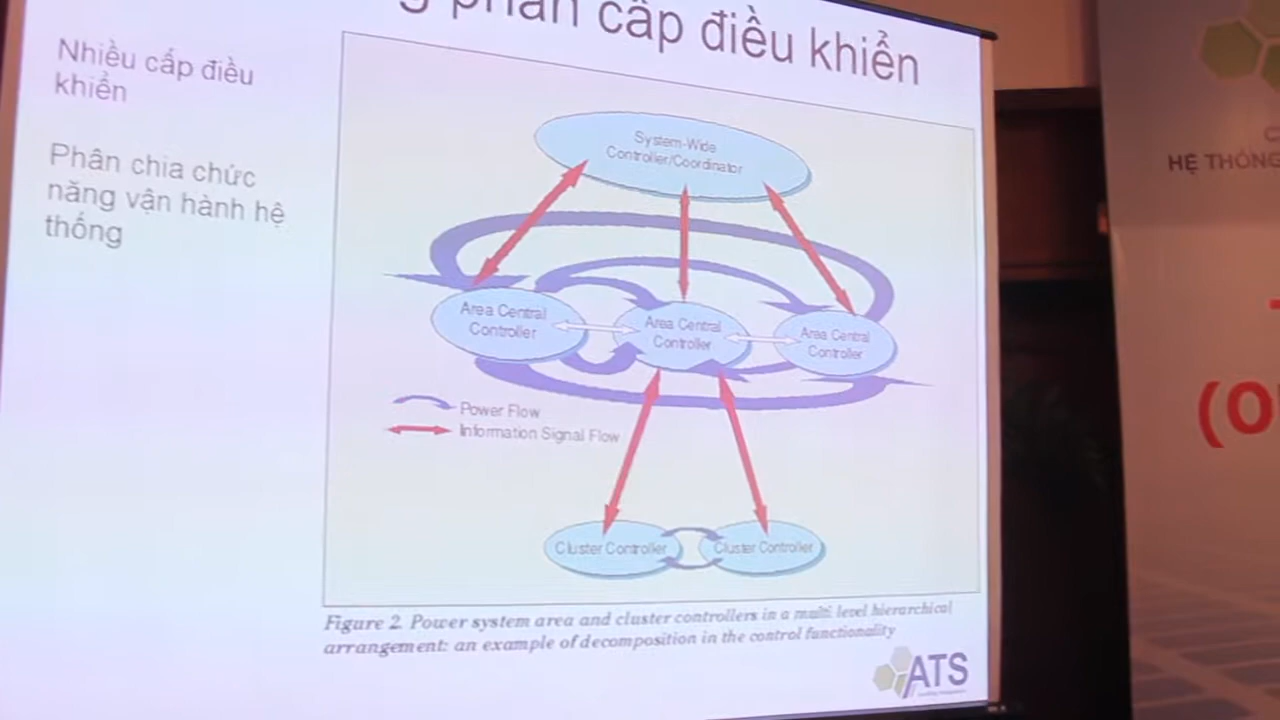 phân cấp điều khiển
Nhiều cấp điều
khiển
Phân chia chức
năng vận hành hệ
thống
System-Wide
Controller/Coordinator
Area Central
Controller
Area Central
Controller
Area Central
Controller
Power Flow
Information Signal Flow
Cluster Controller
Cluster Controller
Figure 2. Power system area and cluster controllers in a multi level hierarchical
arrangement: an example of decomposition in the control functionality
ATS
HỆ THỐNG